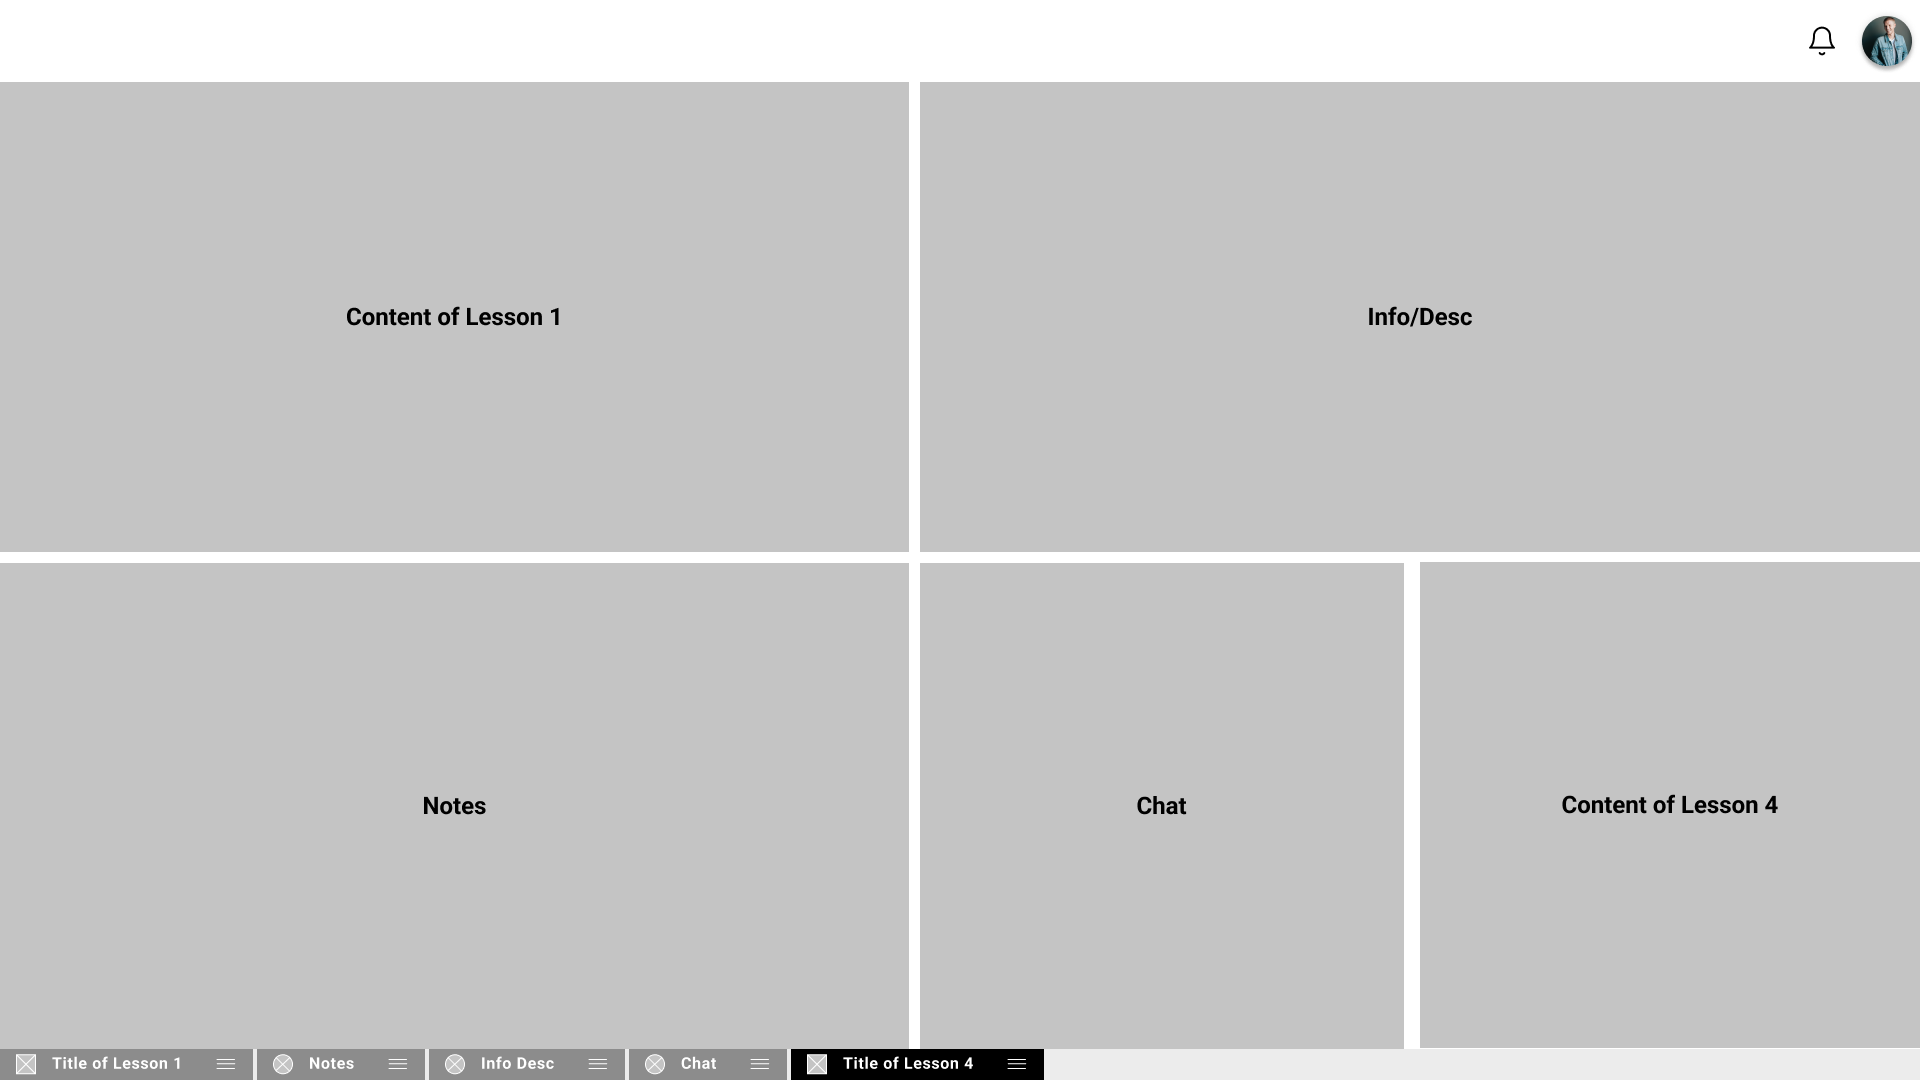 Content of Lesson 1
Info/Desc
Notes
Chat
Content of Lesson 4
Title of Lesson 1
Notes
Info Desc
Chat
Title of Lesson 4